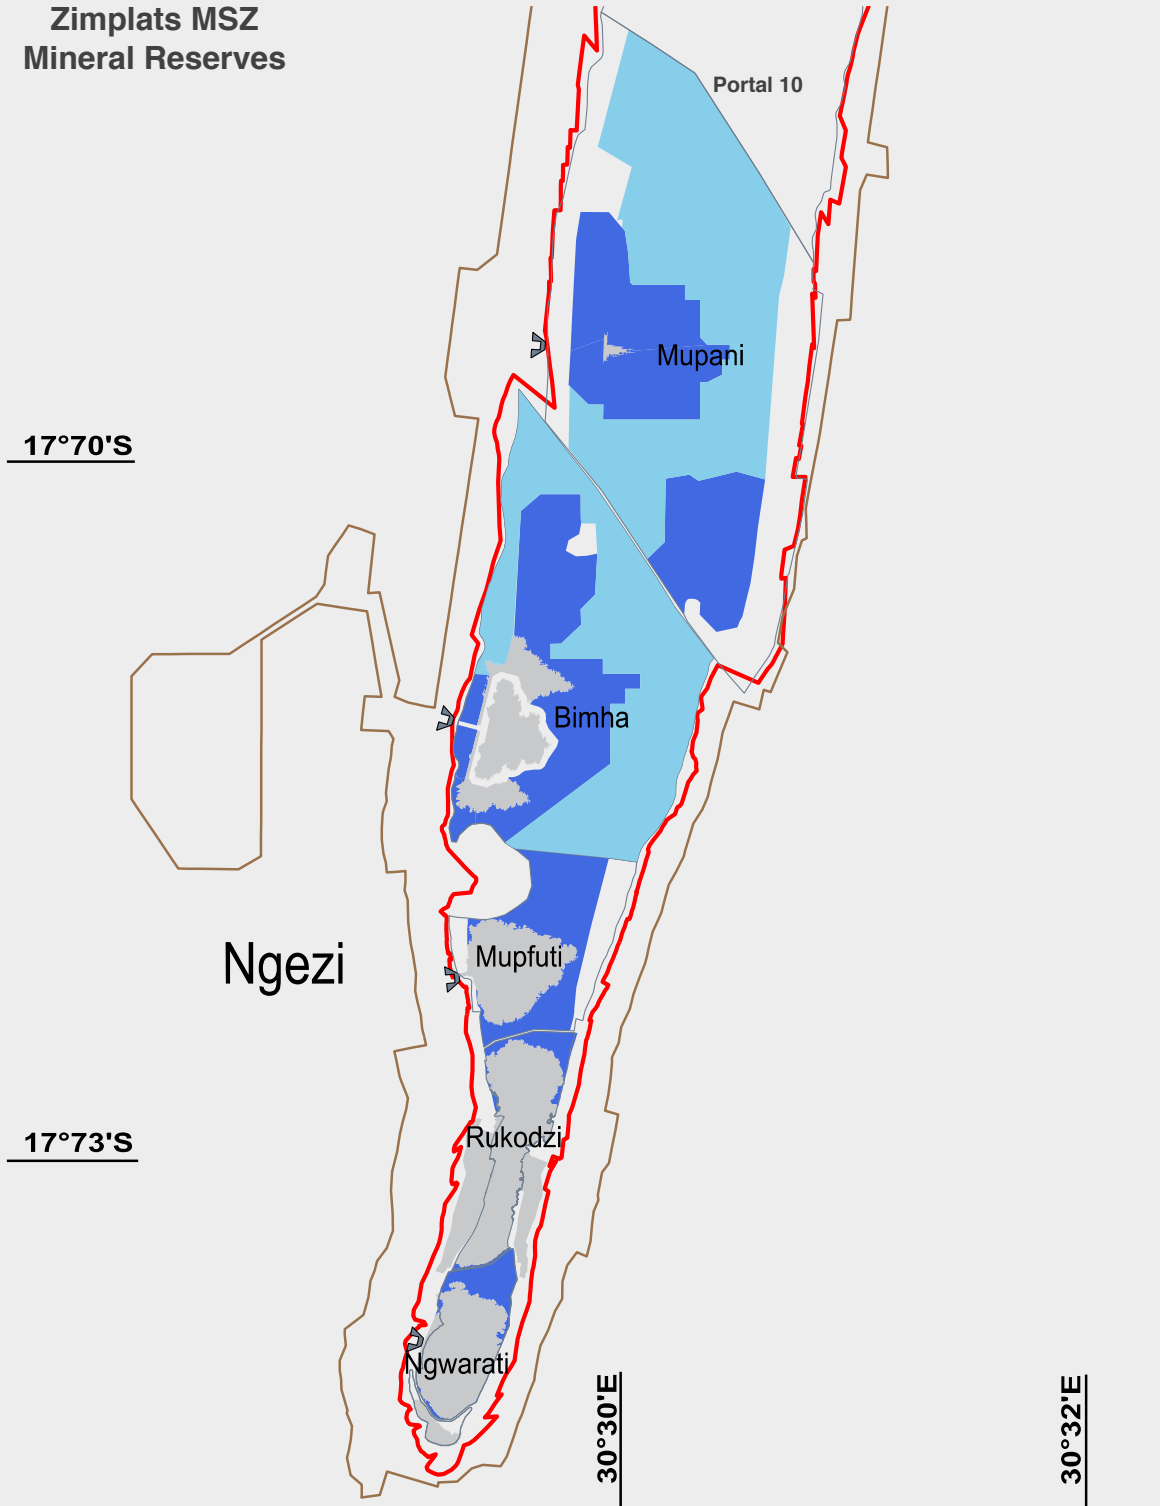 Zimplats MSZ
Mineral Reserves
Portal 10
Mupani
17°70'S
Bimha
Ngezi
Mupfuti
17°73'S
Rukodzi
Ngwarati
30°30'E
30°32'E